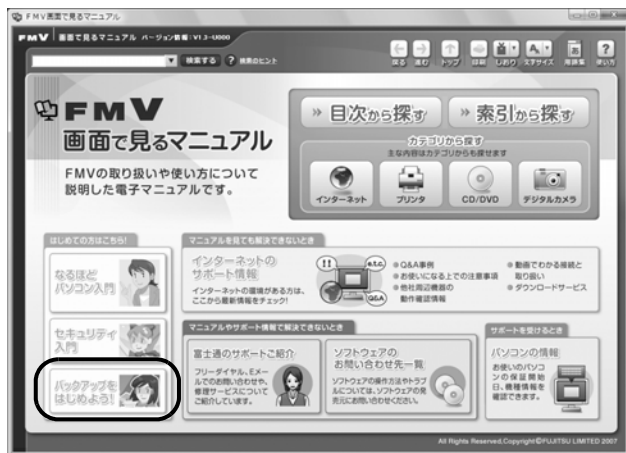 FMV画面で見るマニュアル
FMV 画面で見るマニュアル バージョン情報:V1.3-U000
検索する ? 検索のヒント
戻る 進む トップ 印刷 しおり 文字サイズ 用語集 使い方
FMV
画面で見るマニュアル
FMVの取り扱いや使い方について
説明した電子マニュアルです。
目次から探す
索引から探す
カテゴリから探す
主な内容はカテゴリからも探せます
インターネット
プリンタ
CD/DVD
デジタルカメラ
はじめての方はこちら!
なるほど
パソコン入門
セキュリティ
入門
バックアップを
はじめよう!
マニュアルを見ても解決できないとき
インターネットの
サポート情報
インターネットの環境がある方は、
ここから最新情報をチェック!
!!
e.t.c.
Q&A
Q&A事例
お使いになる上での注意事項
他社周辺機器の
動作確認情報
動画でわかる接続と
取り扱い
ダウンロードサービス
マニュアルやサポート情報で解決できないとき
富士通のサポートご紹介
フリーダイヤル、Eメー
ルでのお問い合わせや、
修理サービスについて
ご紹介しています。
ソフトウェアの
お問い合わせ先一覧
ソフトウェアの操作方法やトラブ
ルについては、ソフトウェアの発
売元にお問い合わせください。
サポートを受けるとき
パソコンの情報
お使いのパソコ
ンの保証開始
日、機種情報を
確認できます。
All Rights Reserved,Copyright©FUJITSU LIMITED 2007